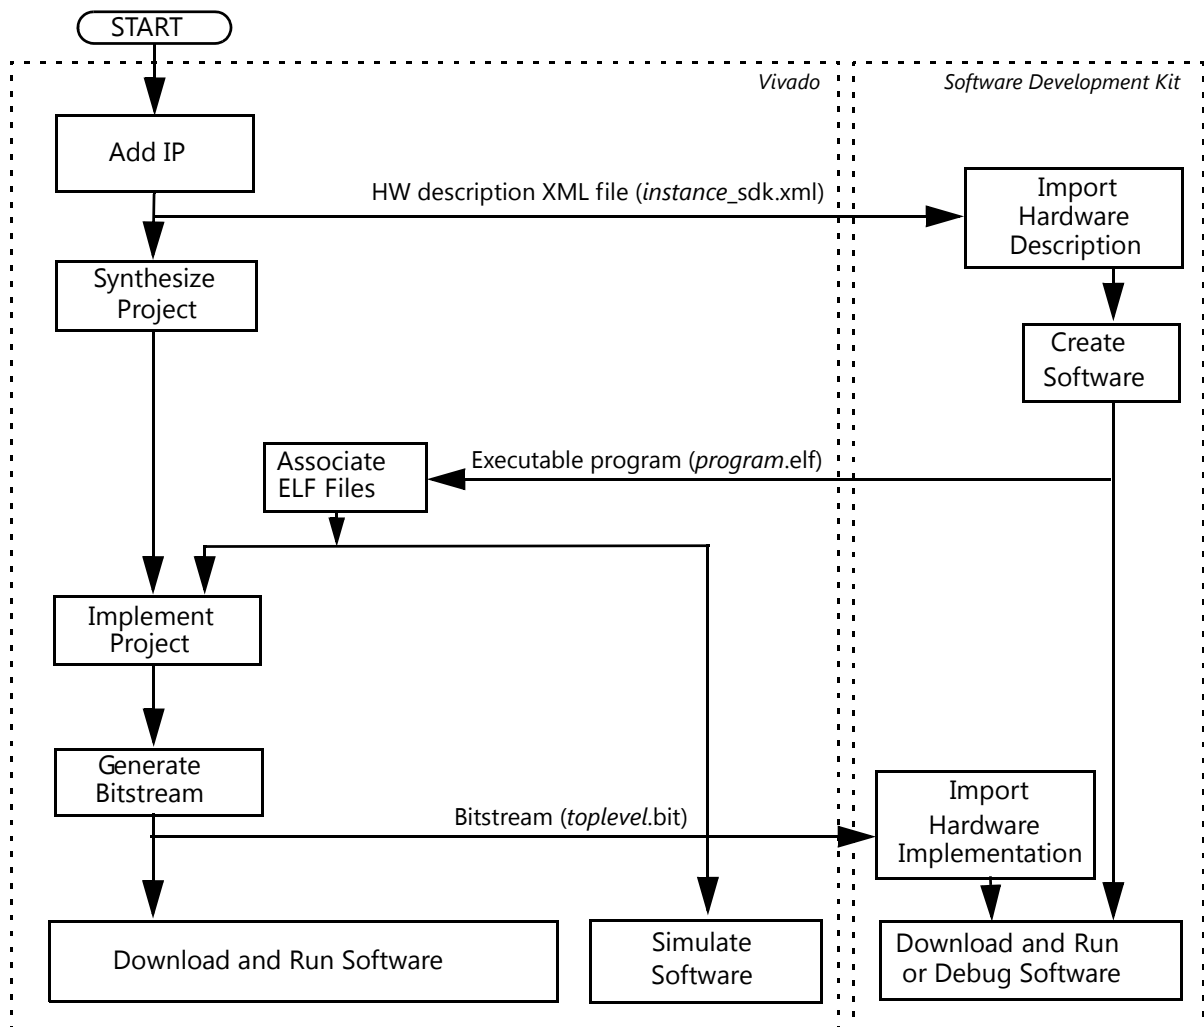 START
Vivado
Software Development Kit
Add IP
HW description XML file (instance_sdk.xml)
Import
Hardware
Description
Synthesize
Project
Create
Software
Associate
ELF Files
Executable program (program.elf)
Implement
Project
Generate
Bitstream
Bitstream (toplevel.bit)
Import
Hardware
Implementation
Download and Run Software
Simulate
Software
Download and Run
or Debug Software